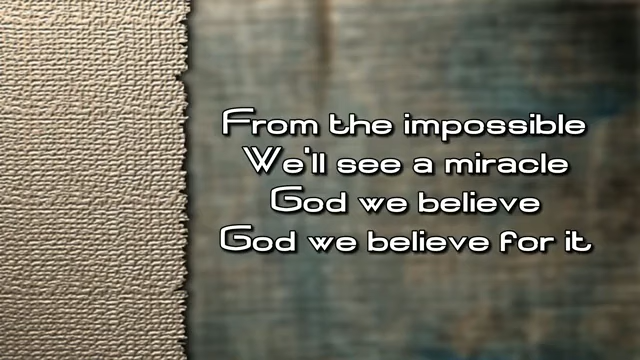 From the impossible
We'll see a miracle
God we believe
God we believe for it